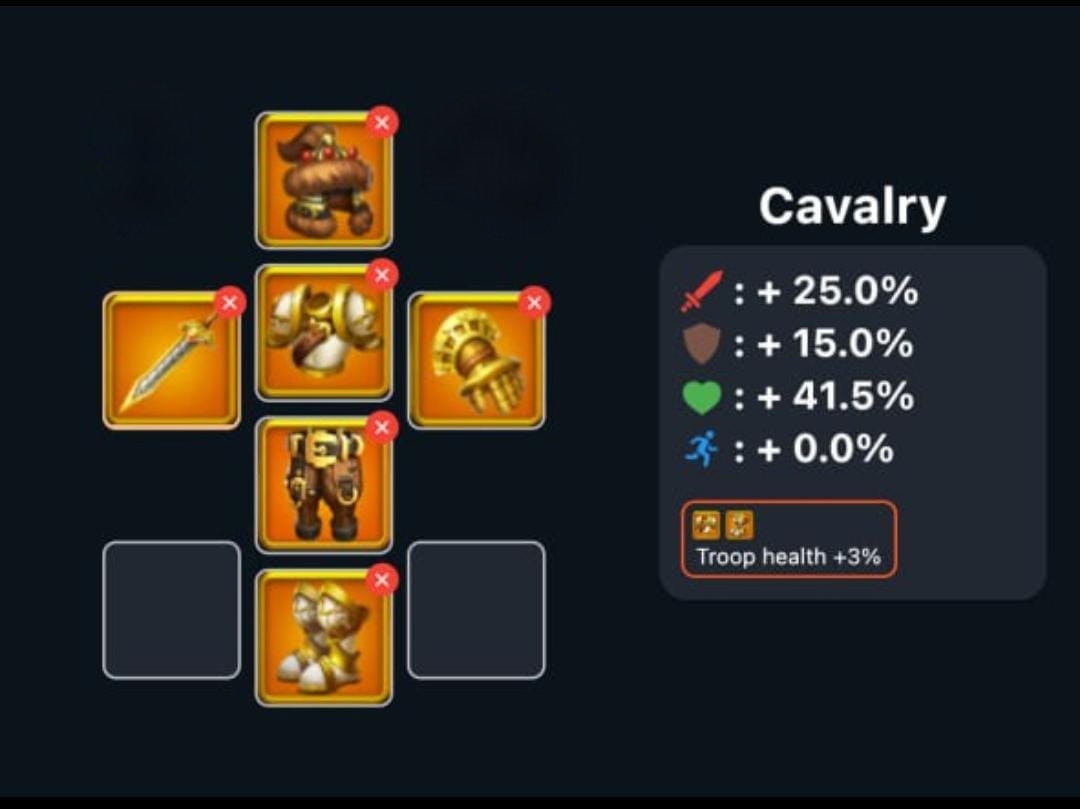 Cavalry
: + 25.0%
: + 15.0%
: + 41.5%
: + 0.0%
Troop health +3%